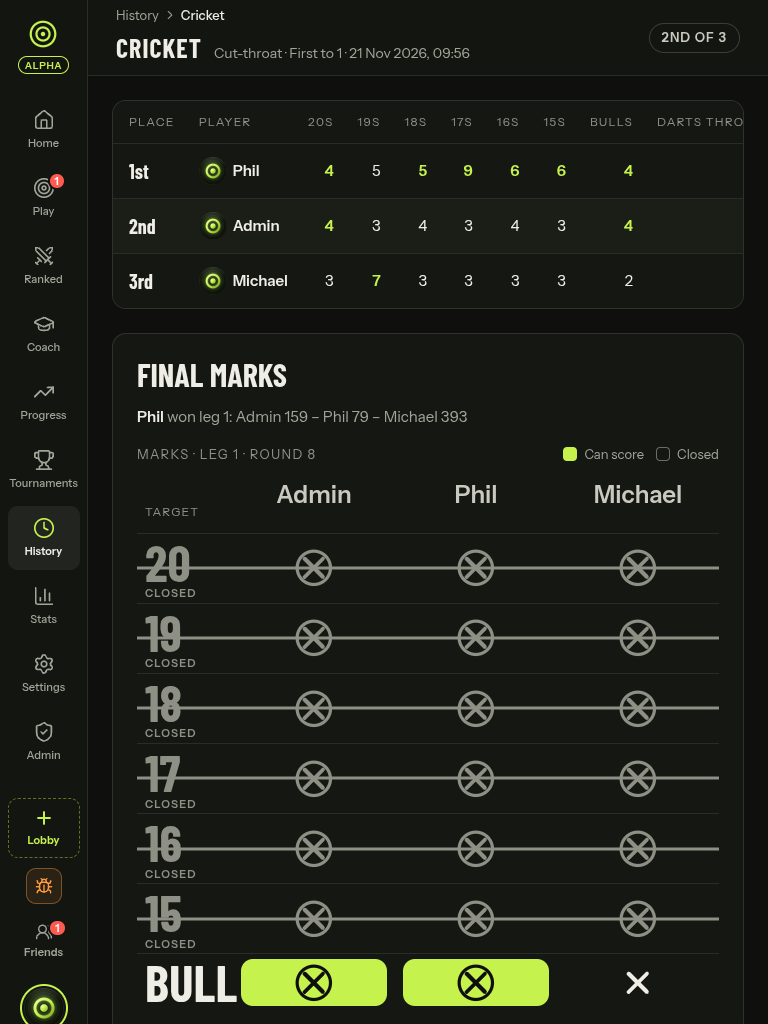 ALPHA
Home
1
Play
Ranked
Coach
Progress
Tournaments
History
Stats
Settings
Admin
Lobby
1
Friends
History > Cricket
CRICKET Cut-throat · First to 1 · 21 Nov 2026, 09:56
2ND OF 3
PLACE PLAYER 20S 19S 18S 17S 16S 15S BULLS DARTS THRO
1st Phil 4 5 5 9 6 6 4
2nd Admin 4 3 4 3 4 3 4
3rd Michael 3 7 3 3 3 3 2
FINAL MARKS
Phil won leg 1: Admin 159 – Phil 79 – Michael 393
MARKS · LEG 1 · ROUND 8 Can score Closed
TARGET Admin Phil Michael
20
CLOSED
19
CLOSED
18
CLOSED
17
CLOSED
16
CLOSED
15
CLOSED
BULL